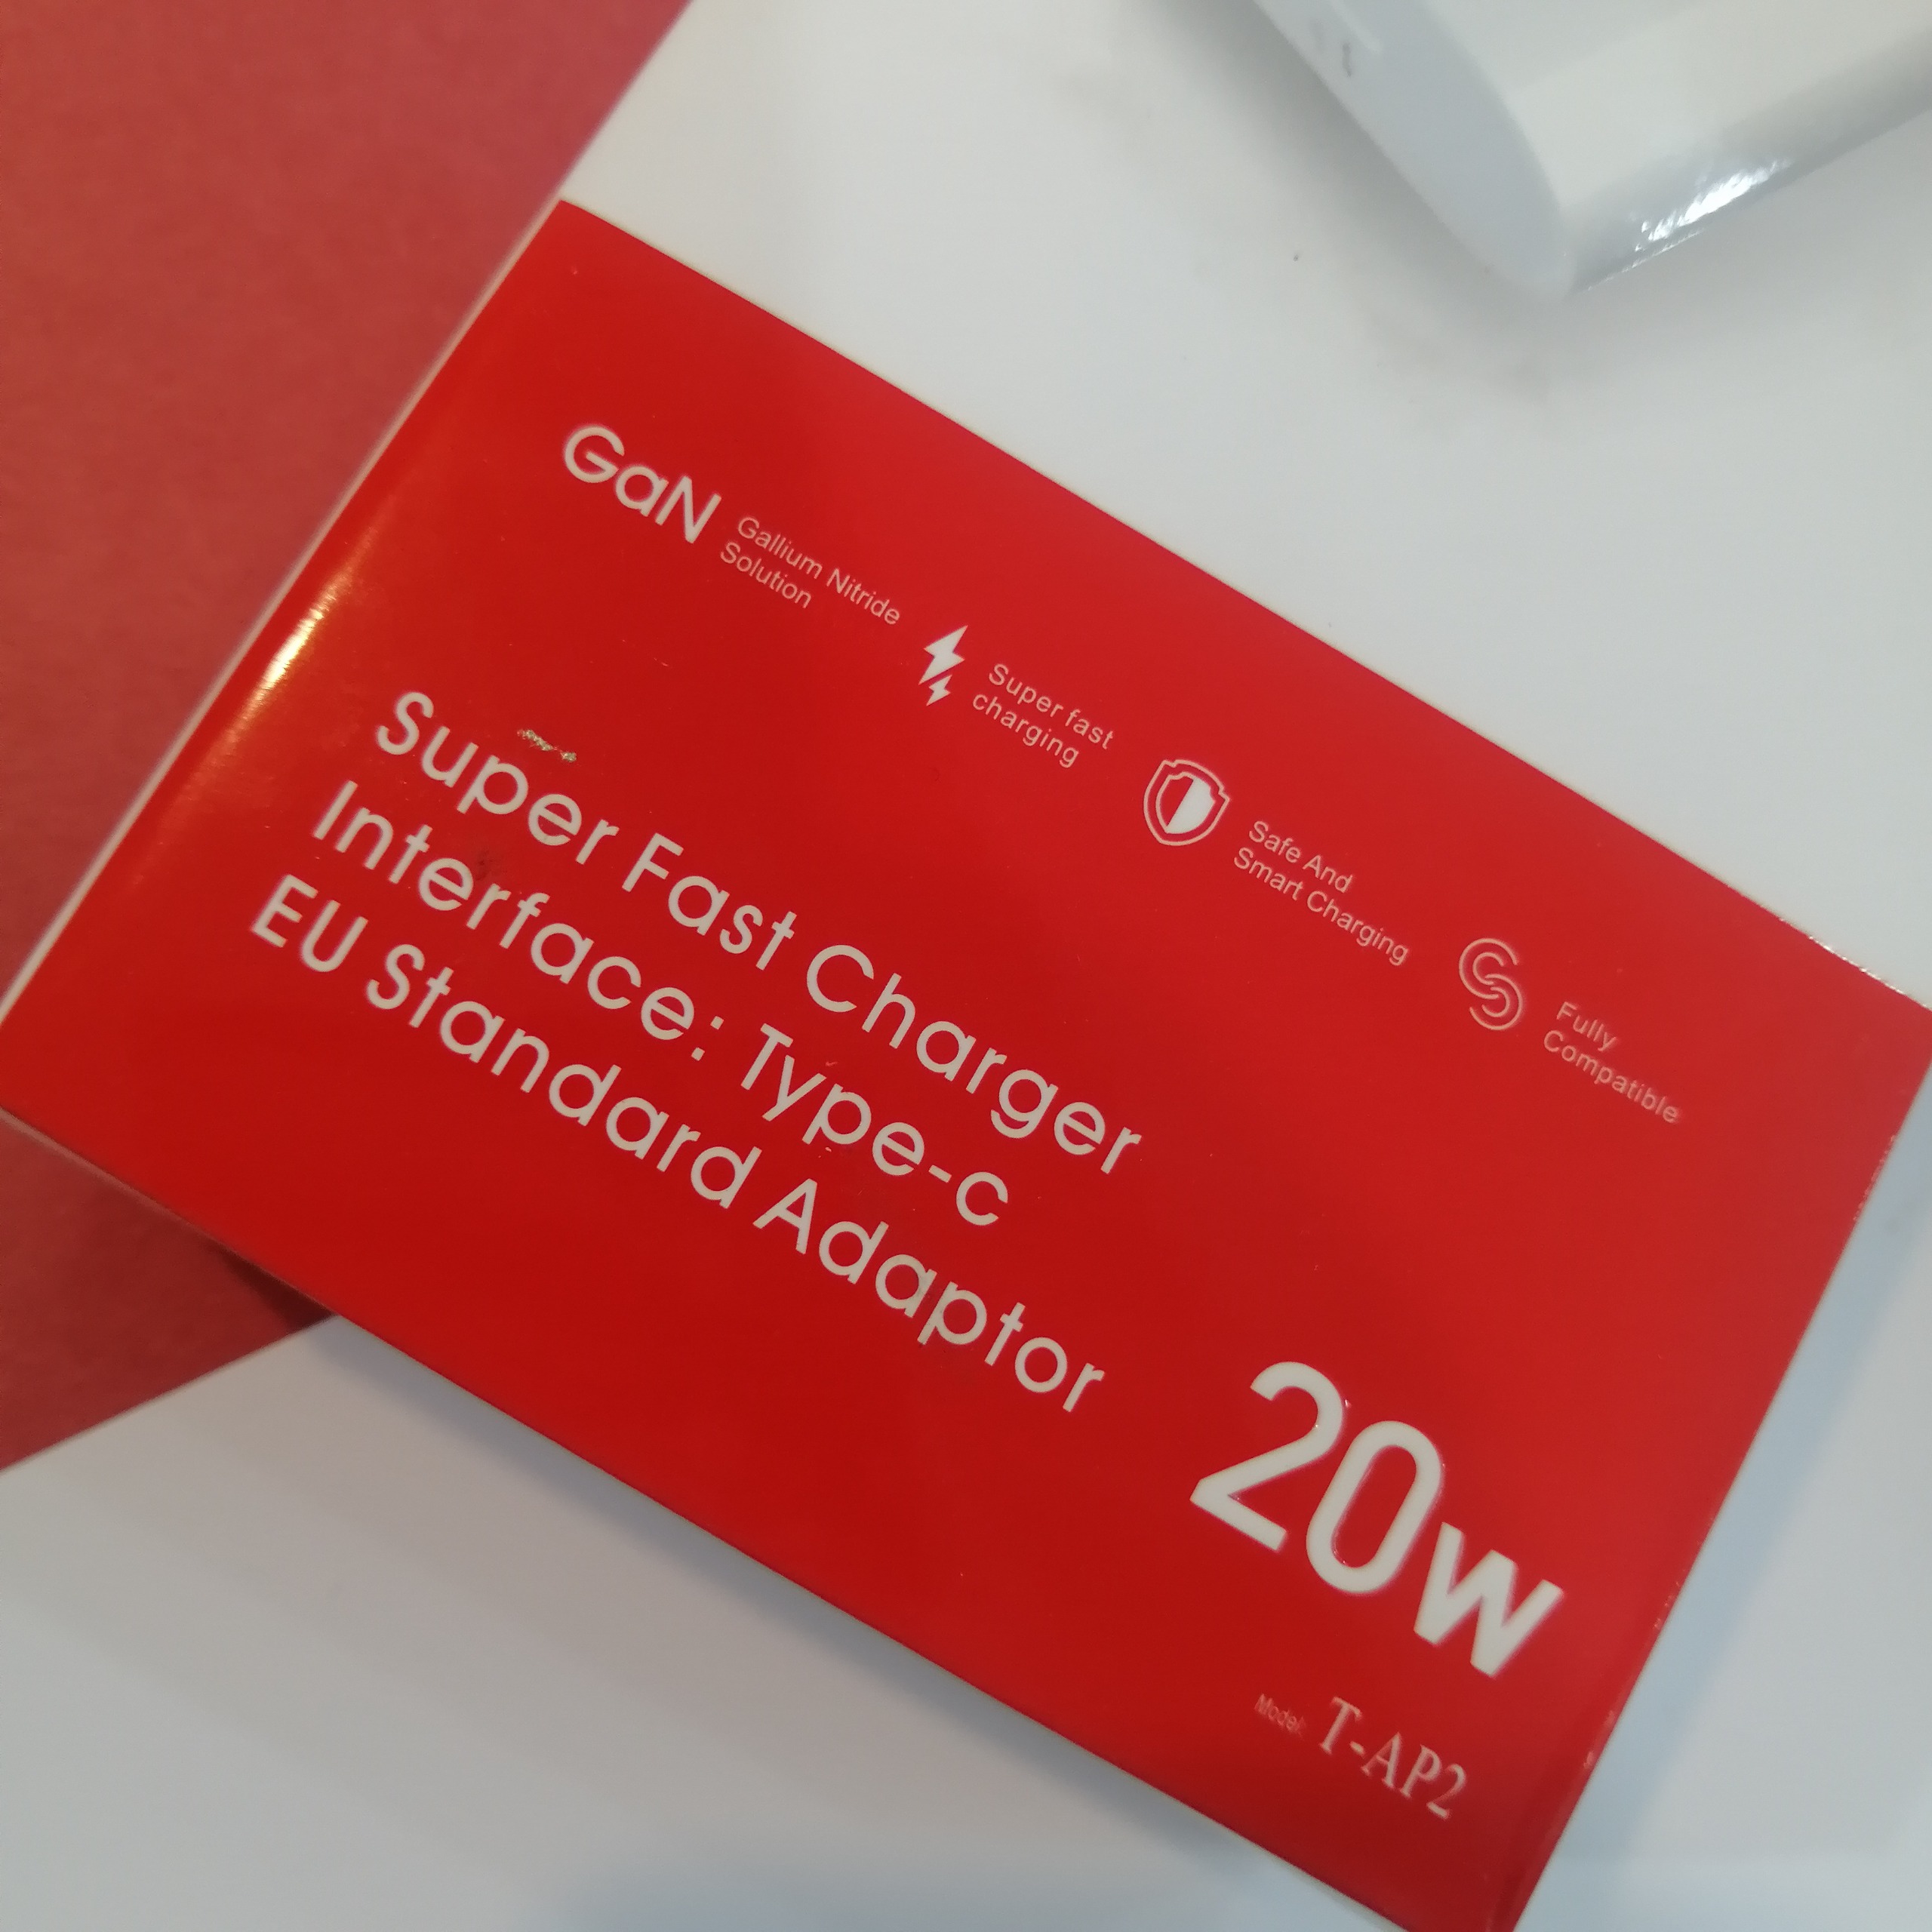 GaN
Gallium Nitride
Solution
Super fast
charging
Safe And
Smart Charging
Fully
Compatible
Super Fast Charger
Interface: Type-c
EU Standard Adaptor
20w
Model: T-AP2